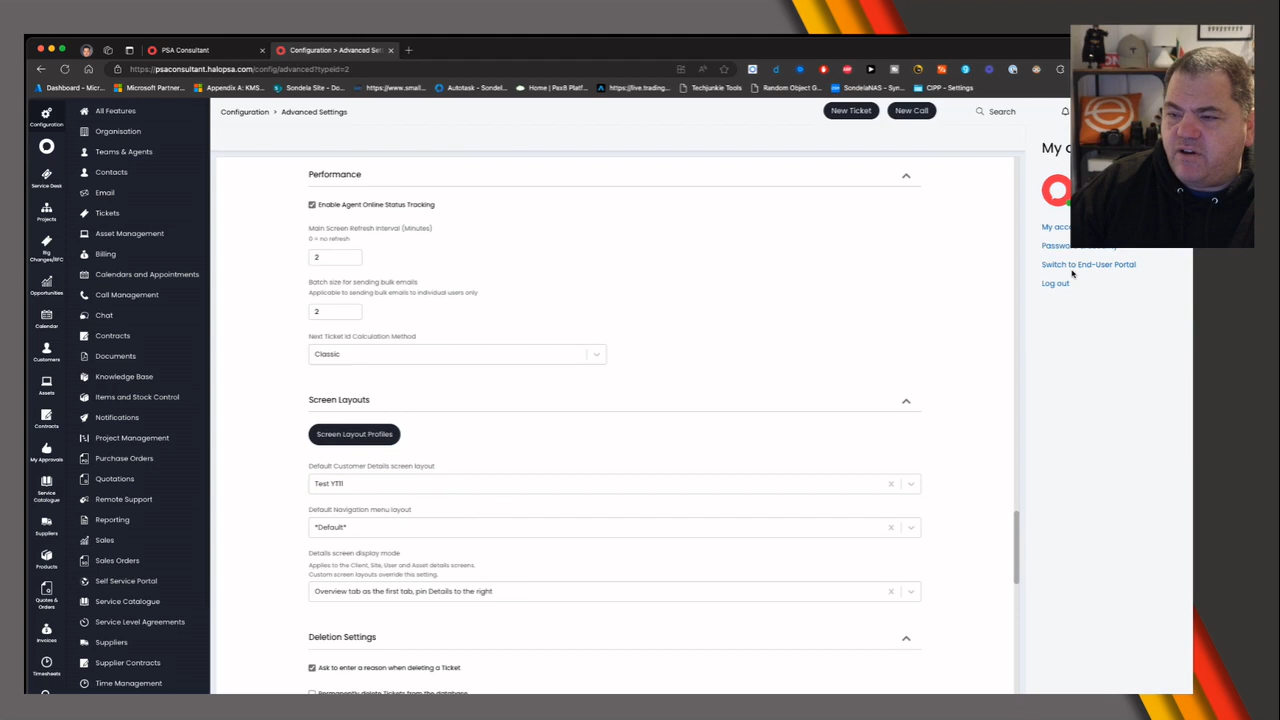 PSA Consultant
Configuration > Advanced Set
https://psaconsultant.halopsa.com/config/advanced?typeid=2
Dashboard - Micr...
Microsoft Partner...
Appendix A: KMS...
Sondela Site - Do...
https://www.smal...
Autotask - Sondel...
Home | Pax8 Platf...
https://live.trading...
Techjunkie Tools
Random Object G...
SondelaNAS - Syn...
CIPP - Settings
Configuration
Service Desk
Projects
Big Changes/RFC
Opportunities
Calendar
Customers
Assets
Contracts
My Approvals
Service Catalogue
Suppliers
Products
Quotes & Orders
Invoices
Timesheets
All Features
Organisation
Teams & Agents
Contacts
Email
Tickets
Asset Management
Billing
Calendars and Appointments
Call Management
Chat
Contracts
Documents
Knowledge Base
Items and Stock Control
Notifications
Project Management
Purchase Orders
Quotations
Remote Support
Reporting
Sales
Sales Orders
Self Service Portal
Service Catalogue
Service Level Agreements
Suppliers
Supplier Contracts
Time Management
Configuration > Advanced Settings
New Ticket
New Call
Search
Performance
Enable Agent Online Status Tracking
Main Screen Refresh Interval (Minutes)
0 = no refresh
2
Batch size for sending bulk emails
Applicable to sending bulk emails to individual users only
2
Next Ticket Id Calculation Method
Classic
Screen Layouts
Screen Layout Profiles
Default Customer Details screen layout
Test YT11
Default Navigation menu layout
*Default*
Details screen display mode
Applies to the Client, Site, User and Asset details screens.
Custom screen layouts override this setting.
Overview tab as the first tab, pin Details to the right
Deletion Settings
Ask to enter a reason when deleting a Ticket
Permanently delete Tickets from the database
My
My
Switch to End-User Portal
Log out